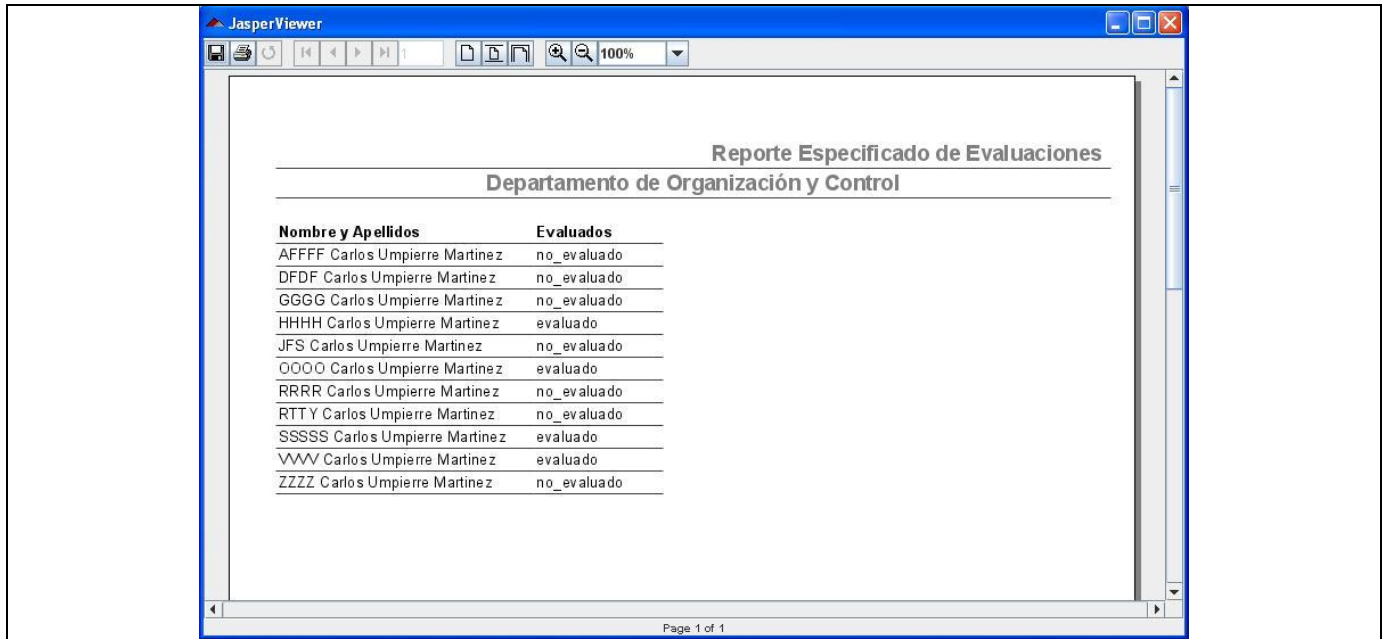 JasperViewer
1 100%
Reporte Especificado de Evaluaciones
Departamento de Organización y Control
Nombre y Apellidos Evaluados
AFFFF Carlos Umpierre Martinez no_evaluado
DFDF Carlos Umpierre Martinez no_evaluado
GGGG Carlos Umpierre Martinez no_evaluado
HHHH Carlos Umpierre Martinez evaluado
JFS Carlos Umpierre Martinez no_evaluado
OOOO Carlos Umpierre Martinez evaluado
RRRR Carlos Umpierre Martinez no_evaluado
RTTY Carlos Umpierre Martinez no_evaluado
SSSSS Carlos Umpierre Martinez evaluado
Carlos Umpierre Martinez evaluado
ZZZZ Carlos Umpierre Martinez no_evaluado
Page 1 of 1